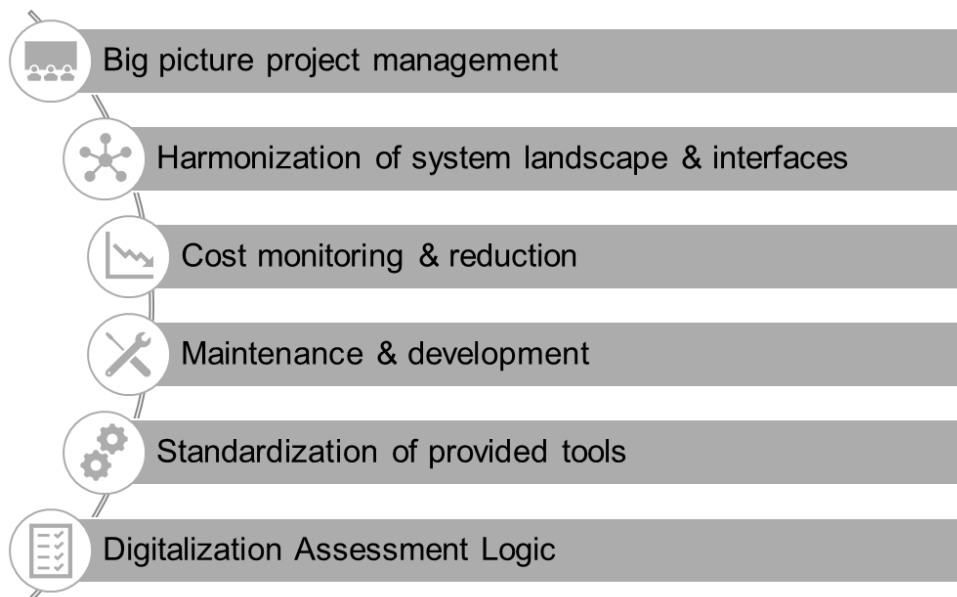 Big picture project management
Harmonization of system landscape & interfaces
Cost monitoring & reduction
Maintenance & development
Standardization of provided tools
Digitalization Assessment Logic